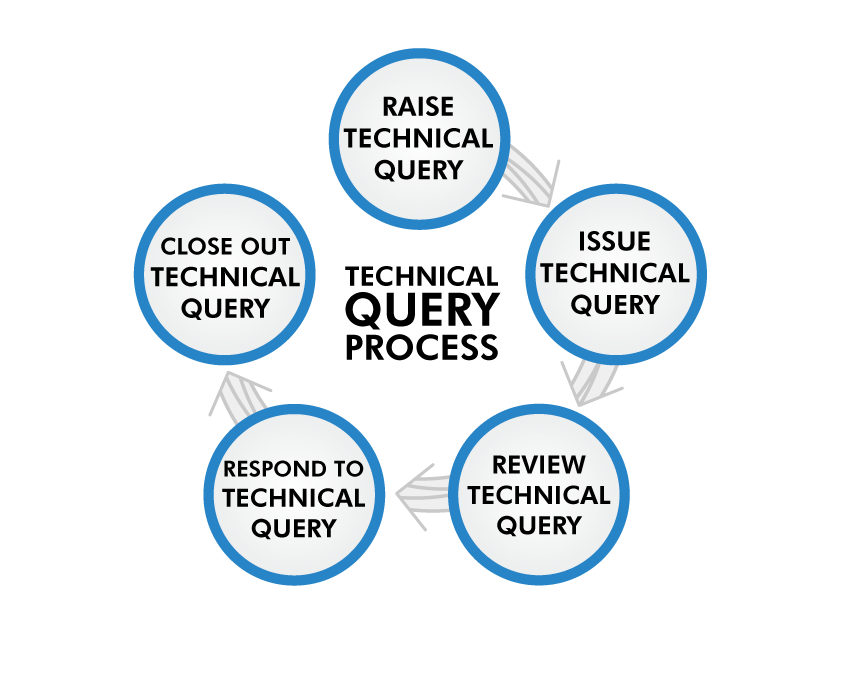 RAISE
TECHNICAL
QUERY
ISSUE
TECHNICAL
QUERY
REVIEW
TECHNICAL
QUERY
RESPOND TO
TECHNICAL
QUERY
CLOSE OUT
TECHNICAL
QUERY
TECHNICAL
QUERY
PROCESS